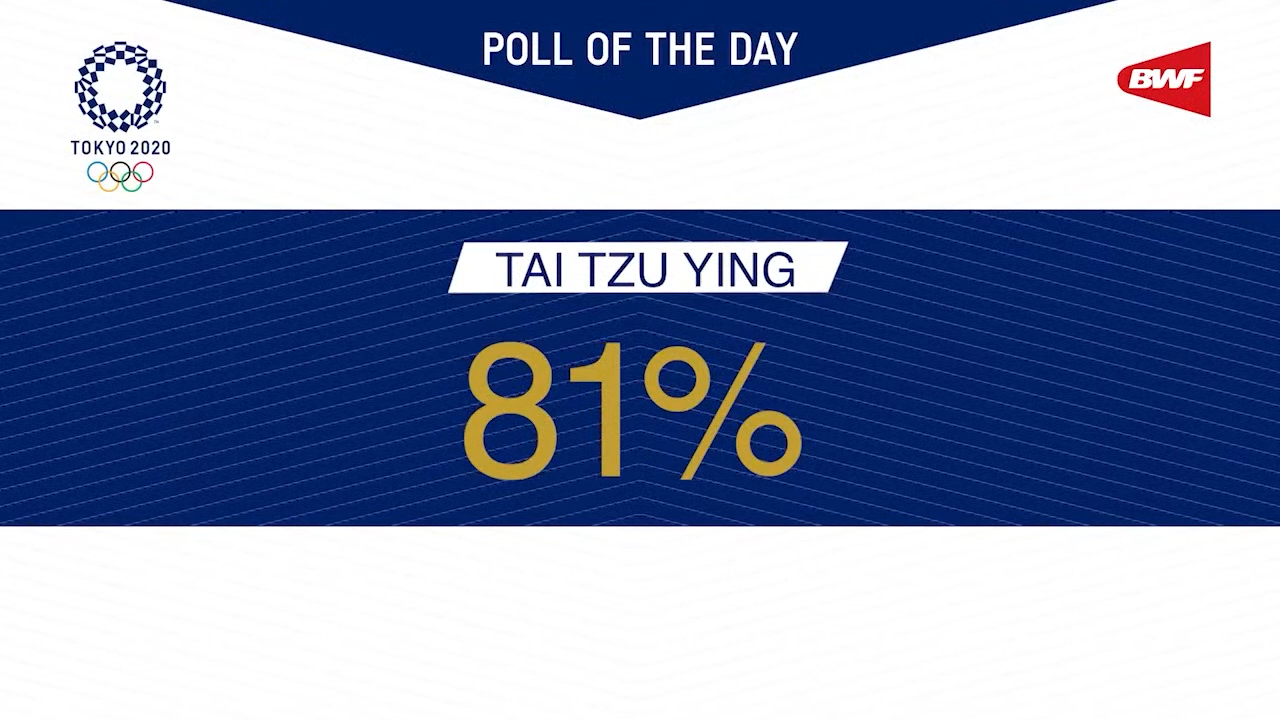 POLL OF THE DAY
TOKYO 2020
BWF
TAI TZU YING
81%